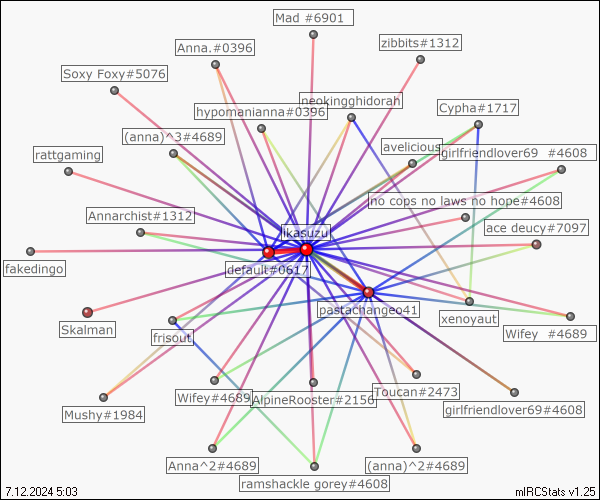 Mad #6901
Anna.#0396
zibbits#1312
Soxy Foxy#5076
neokingghidorah
hypomanianna#0396
Cypha#1717
(anna)^3#4689
avelicious
girlfriendlover69 #4608
rattgaming
no cops no laws no hope#4608
Annarchist#1312
ace deucy#7097
likasuzu
fakedingo
default#0617
pastachangeo41
xenoyaut
Skalman
frisout
Wifey #4689
Wifey#4689
AlpineRooster#2150
Toucan#2473
Mushy#1984
girlfriendlover69#4608
Anna^2#4689
(anna)^2#4689
ramshackle gorey#4608
7.12.2024 5:03
mIRCStats v1.25